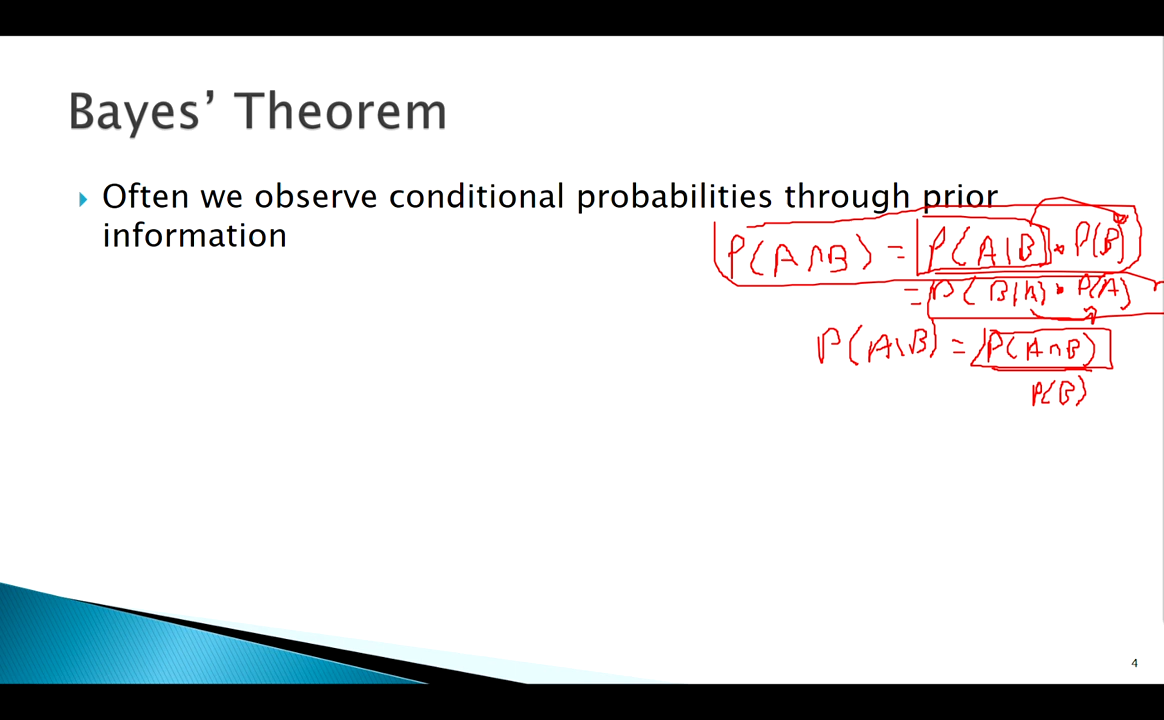 Bayes’ Theorem
Often we observe conditional probabilities through prior
information
P(A∩B) = P(A|B) • P(B)
= P(B|A) • P(A)
P(A\B) = P(A∩B)
P(B)
4